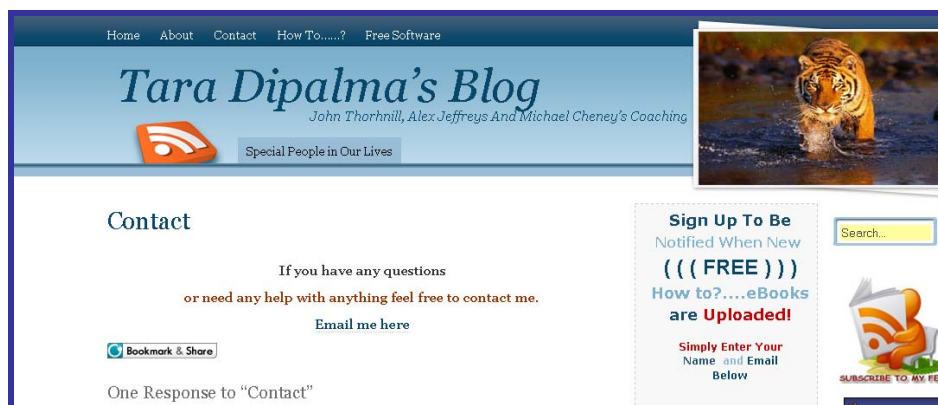 Home About Contact How To......? Free Software
Tara Dipalma's Blog
John Thorhnill, Alex Jeffreys And Michael Cheney's Coaching
Special People in Our Lives
Contact
If you have any questions
or need any help with anything feel free to contact me.
Email me here
Bookmark & Share
One Response to “Contact”
Sign Up To Be
Notified When New
( ( ( FREE ) ) )
How to?....eBooks
are Uploaded!
Simply Enter Your
Name and Email
Below
Search...
SUBSCRIBE TO MY FE